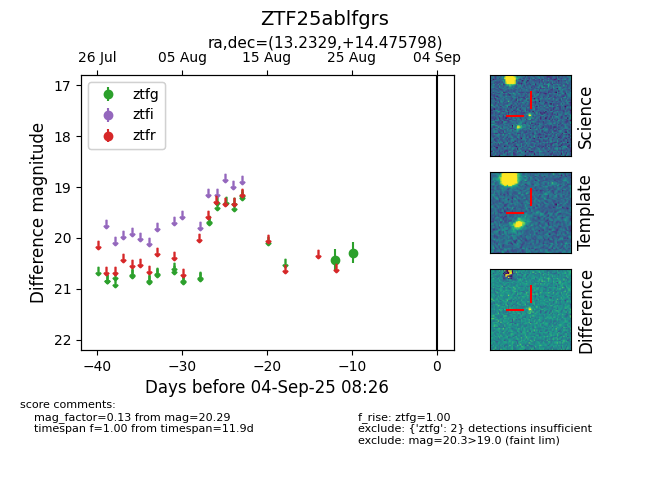 ZTF25ablfgrs
ra,dec=(13.2329,+14.475798)
26 Jul 05 Aug 15 Aug 25 Aug 04 Sep
17
18
19
20
21
22
Difference magnitude
ztfg
ztfi
ztfr
−40 −30 −20 −10 0
Days before 04-Sep-25 08:26
Science
Template
Difference
score comments:
mag_factor=0.13 from mag=20.29
timespan f=1.00 from timespan=11.9d
f_rise: ztfg=1.00
exclude: {'ztfg': 2} detections insufficient
exclude: mag=20.3>19.0 (faint lim)